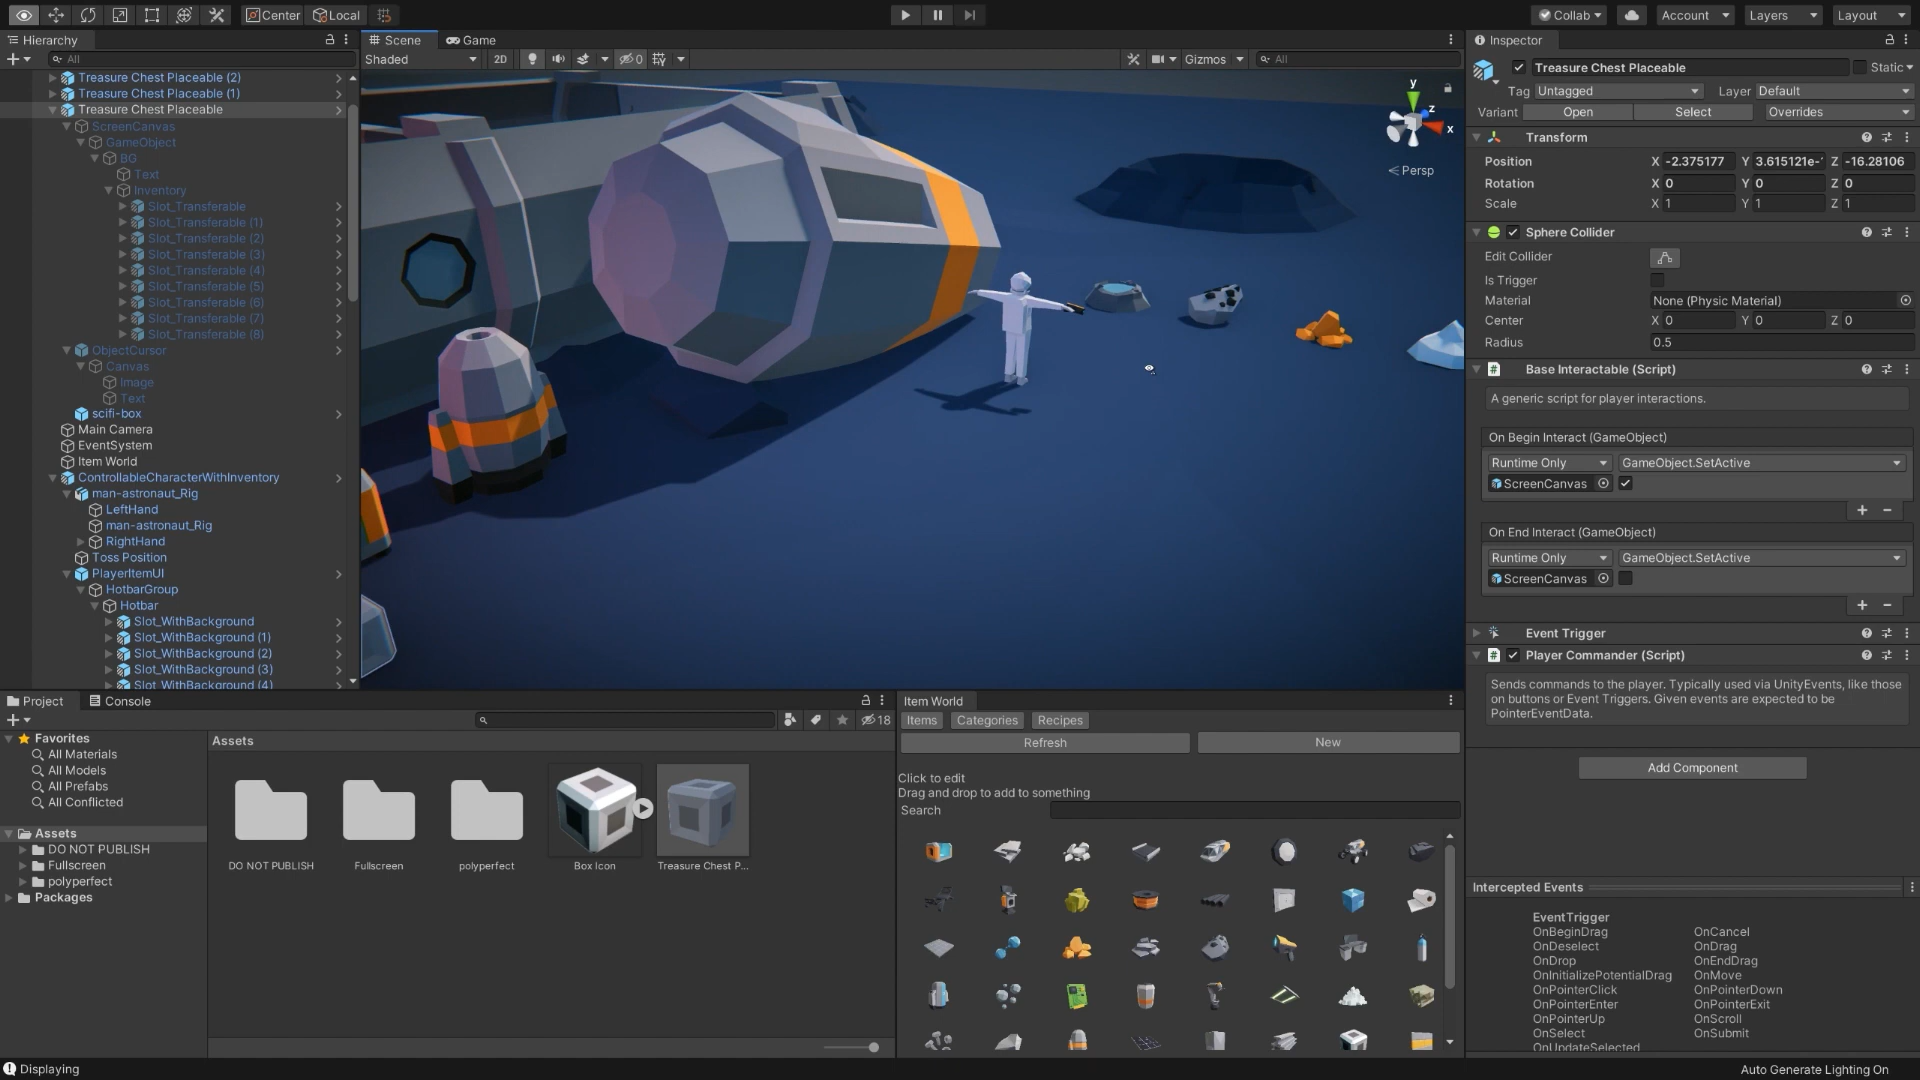 Center
Local
Collab
Account
Layers
Layout
Hierarchy
All
Treasure Chest Placeable (2)
Treasure Chest Placeable (1)
Treasure Chest Placeable
ScreenCanvas
GameObject
BG
Text
Inventory
Slot_Transferable
Slot_Transferable (1)
Slot_Transferable (2)
Slot_Transferable (3)
Slot_Transferable (4)
Slot_Transferable (5)
Slot_Transferable (6)
Slot_Transferable (7)
Slot_Transferable (8)
ObjectCursor
Canvas
Image
Text
scifi-box
Main Camera
EventSystem
Item World
ControllableCharacterWithInventory
man-astronaut_Rig
LeftHand
man-astronaut_Rig
RightHand
Toss Position
PlayerItemUI
HotbarGroup
Hotbar
Slot_WithBackground
Slot_WithBackground (1)
Slot_WithBackground (2)
Slot_WithBackground (3)
Slot_WithBackground (4)
Scene
Game
Shaded
2D
0
Gizmos
All
y
z
x
Persp
Project
Console
18
Favorites
All Materials
All Models
All Prefabs
All Conflicted
Assets
DO NOT PUBLISH
Fullscreen
polyperfect
Packages
Assets
DO NOT PUBLISH
Fullscreen
polyperfect
Box Icon
Treasure Chest P...
Item World
Items
Categories
Recipes
Refresh
New
Click to edit
Drag and drop to add to something
Search
Inspector
Treasure Chest Placeable
Static
Tag Untagged
Layer Default
Variant Open Select Overrides
Transform
Position X -2.375177 Y 3.615121e- Z -16.28106
Rotation X 0 Y 0 Z 0
Scale X 1 Y 1 Z 1
Sphere Collider
Edit Collider
Is Trigger
Material None (Physic Material)
Center X 0 Y 0 Z 0
Radius 0.5
# Base Interactable (Script)
A generic script for player interactions.
On Begin Interact (GameObject)
Runtime Only GameObject.SetActive
ScreenCanvas
On End Interact (GameObject)
Runtime Only GameObject.SetActive
ScreenCanvas
Event Trigger
# Player Commander (Script)
Sends commands to the player. Typically used via UnityEvents, like those
on buttons or Event Triggers. Given events are expected to be
PointerEventData.
Add Component
Intercepted Events
EventTrigger
OnBeginDrag OnCancel
OnDeselect OnDrag
OnDrop OnEndDrag
OnInitializePotentialDrag OnMove
OnPointerClick OnPointerDown
OnPointerEnter OnPointerExit
OnPointerUp OnScroll
OnSelect OnSubmit
OnUpdateSelected
Displaying
Auto Generate Lighting On